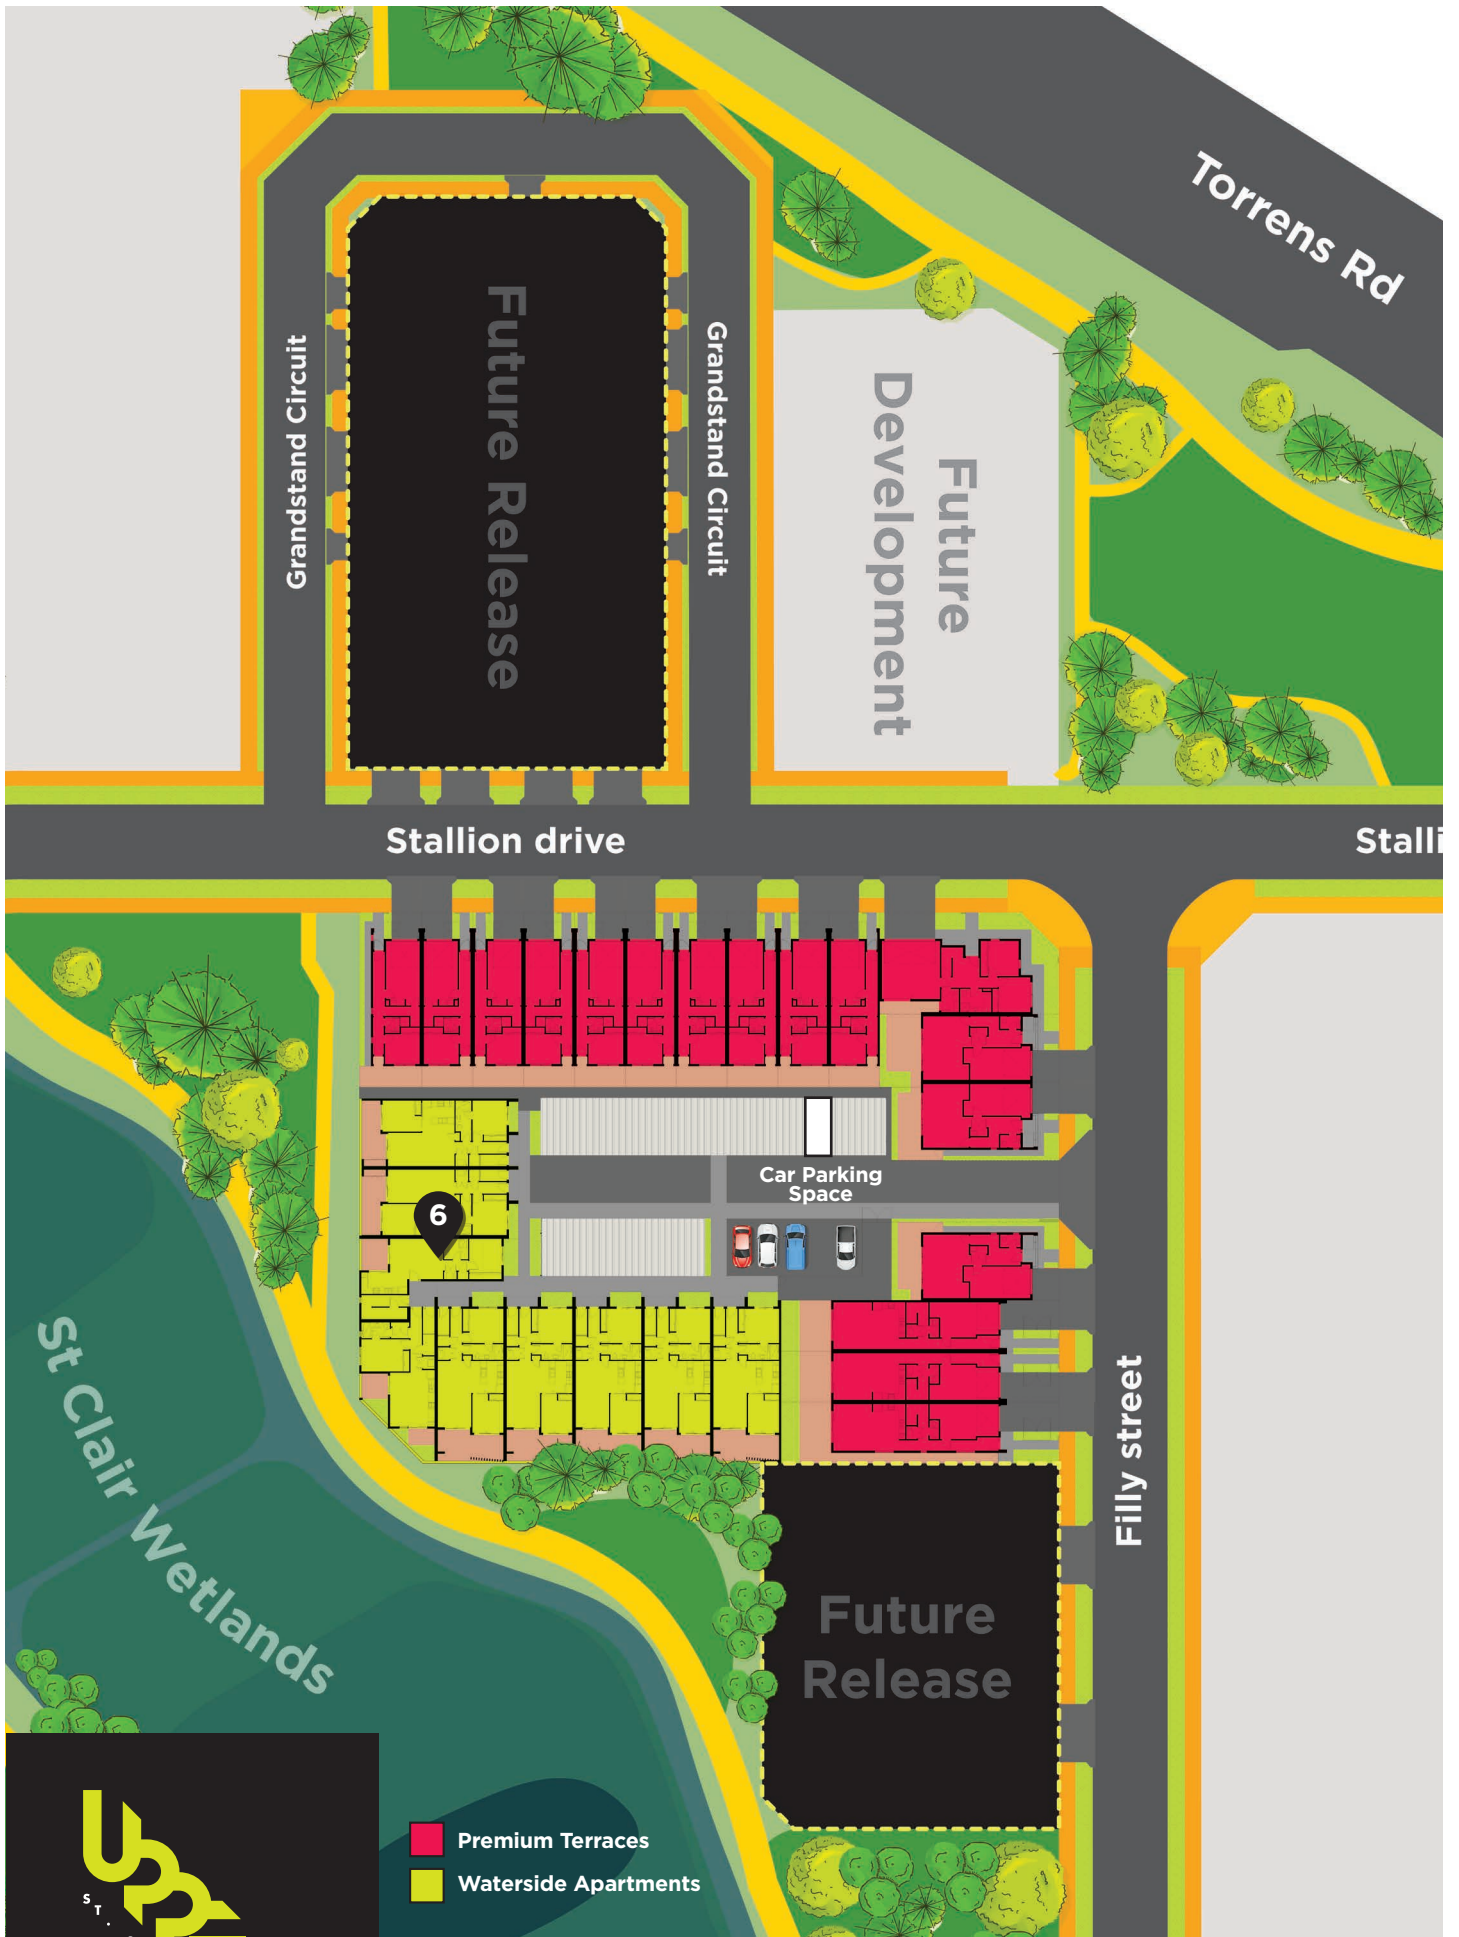 Torrens Rd
Future Release
Grandstand Circuit
Grandstand Circuit
Future
Development
Stallion drive
Stalli
Car Parking
Space
6
St Clair Wetlands
Filly street
Future
Release
Premium Terraces
Waterside Apartments
ST.